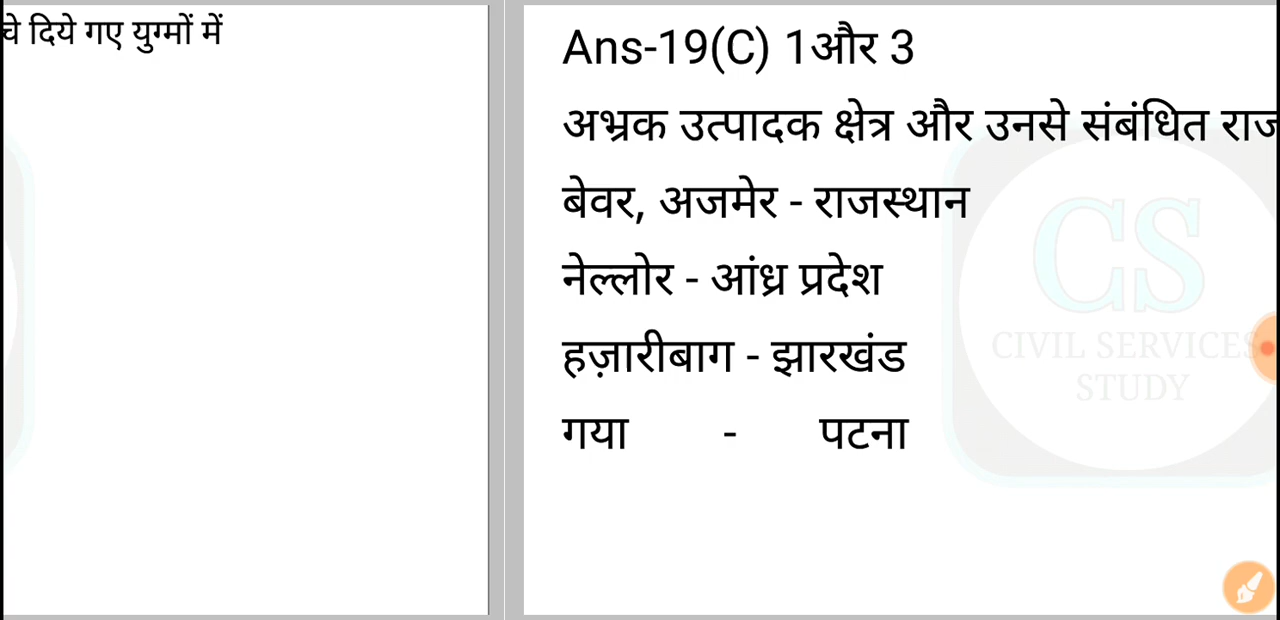 चे दिये गए युग्मों में
Ans-19(C) 1और 3
अभ्रक उत्पादक क्षेत्र और उनसे संबंधित राज
बेवर, अजमेर - राजस्थान
नेल्लोर - आंध्र प्रदेश
हज़ारीबाग - झारखंड
गया - पटना
CS
CIVIL SERVICES
STUDY